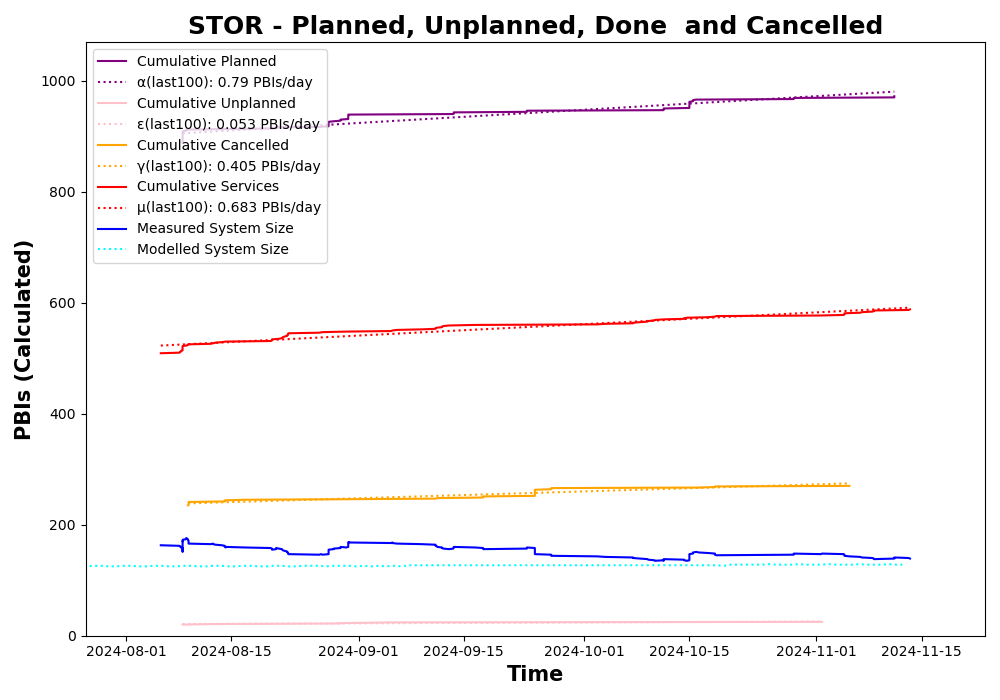 STOR - Planned, Unplanned, Done  and Cancelled
Cumulative Planned
α(last100): 0.79 PBIs/day
Cumulative Unplanned
ε(last100): 0.053 PBIs/day
Cumulative Cancelled
γ(last100): 0.405 PBIs/day
Cumulative Services
μ(last100): 0.683 PBIs/day
Measured System Size
Modelled System Size
PBIs (Calculated)
1000
800
600
400
200
0
2024-08-01 2024-08-15 2024-09-01 2024-09-15 2024-10-01 2024-10-15 2024-11-01 2024-11-15
Time